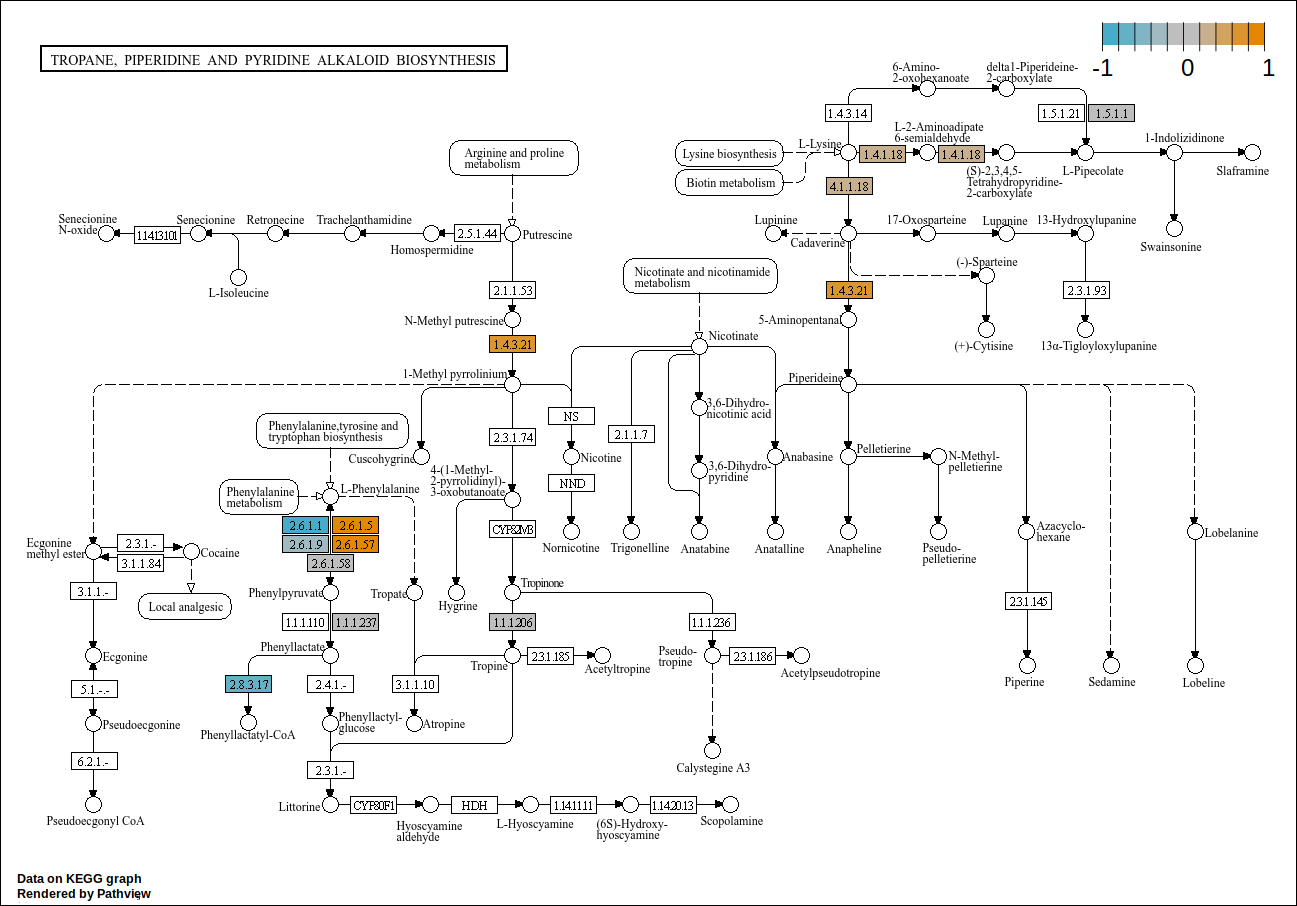 TROPANE, PIPERIDINE AND PYRIDINE ALKALOID BIOSYNTHESIS
-1
0
1
6-Amino-
2-oxohexanoate
delta1-Piperideine-
2-carboxylate
1.4.3.14
1.5.1.21
1.5.1.1
L-2-Aminoadipate
6-semialdehyde
1-Indolizidinone
Arginine and proline
metabolism
Lysine biosynthesis
L-Lysine
1.4.1.18
1.4.1.18
(S)-2,3,4,5-
Tetrahydropyridine-
2-carboxylate
L-Pipecolate
Slaframine
Biotin metabolism
4.1.1.18
Senecionine
N-oxide
Senecionine
Retronecine
Trachelanthamidine
Lupinine
17-Oxosparteine
Lupanine
13-Hydroxylupanine
11413101
2.5.1.44
Putrescine
Homospermidine
Cadaverine
Swainsonine
L-Isoleucine
Nicotinate and nicotinamide
metabolism
(-)-Sparteine
2.1.1.53
1.4.3.21
2.3.1.93
N-Methyl putrescine
5-Aminopentanal
1.4.3.21
Nicotinate
(+)-Cytisine
13α-Tigloyloxylupanine
1-Methyl pyrrolinium
Piperideine
3,6-Dihydro-
nicotinic acid
NS
Phenylalanine,tyrosine and
tryptophan biosynthesis
2.3.1.74
2.1.1.7
Cuscohygrine
Nicotine
Anabasine
Pelletierine
N-Methyl-
pelletierine
4-(1-Methyl-
2-pyrrolidinyl)-
3-oxobutanoate
3,6-Dihydro-
pyridine
NND
Phenylalanine
metabolism
L-Phenylalanine
2.6.1.1
2.6.1.5
CYP82M3
2.6.1.9
2.6.1.57
2.6.1.58
Nornicotine
Trigonelline
Anatabine
Anatalline
Anapheline
Pseudo-
pelletierine
Azacyclo-
hexane
Lobelanine
Ecgonine
methyl ester
2.3.1.-
3.1.1.84
Cocaine
3.1.1.-
Local analgesic
Phenylpyruvate
Tropate
Hygrine
Tropinone
2.3.1.145
1.1.1.110
1.1.1.237
1.1.1.206
1.1.1.236
Ecgonine
Phenyllactate
Tropine
2.3.1.185
Acetyltropine
Pseudo-
tropine
2.3.1.186
Acetylpseudotropine
5.1.-.-
2.8.3.17
2.4.1.-
3.1.1.10
Piperine
Sedamine
Lobeline
Pseudoecgonine
Phenyllactatyl-CoA
Phenyllactyl-
glucose
Atropine
6.2.1.-
2.3.1.-
Calystegine A3
Pseudoecgonyl CoA
Littorine
CYP80F1
Hyoscyamine
aldehyde
HDH
L-Hyoscyamine
1.14.11.11
(6S)-Hydroxy-
hyoscyamine
1.14.20.13
Scopolamine
Data on KEGG graph
Rendered by Pathview